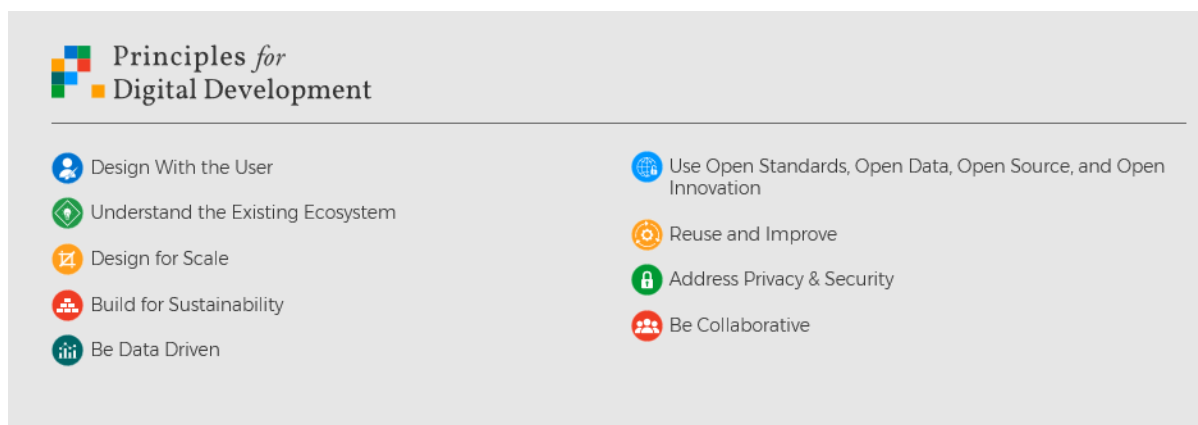 Principles for
Digital Development
Design With the User
Understand the Existing Ecosystem
Design for Scale
Build for Sustainability
Be Data Driven
Use Open Standards, Open Data, Open Source, and Open
Innovation
Reuse and Improve
Address Privacy & Security
Be Collaborative